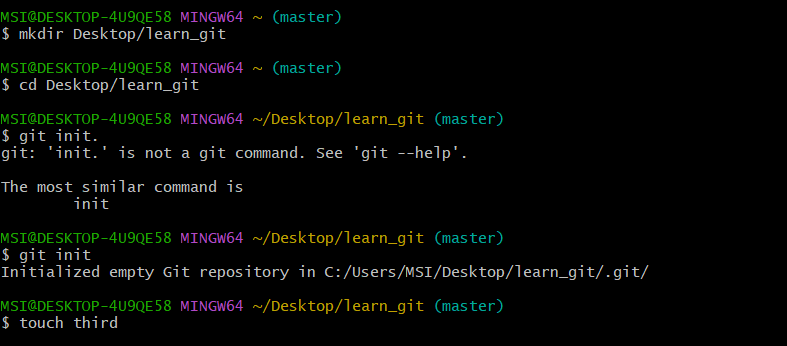 MSI@DESKTOP-4U9QE58 MINGW64 ~ (master)
$ mkdir Desktop/learn_git
MSI@DESKTOP-4U9QE58 MINGW64 ~ (master)
$ cd Desktop/learn_git
MSI@DESKTOP-4U9QE58 MINGW64 ~/Desktop/learn_git (master)
$ git init.
git: 'init.' is not a git command. See 'git --help'.
The most similar command is
init
MSI@DESKTOP-4U9QE58 MINGW64 ~/Desktop/learn_git (master)
$ git init
Initialized empty Git repository in C:/Users/MSI/Desktop/learn_git/.git/
MSI@DESKTOP-4U9QE58 MINGW64 ~/Desktop/learn_git (master)
$ touch third